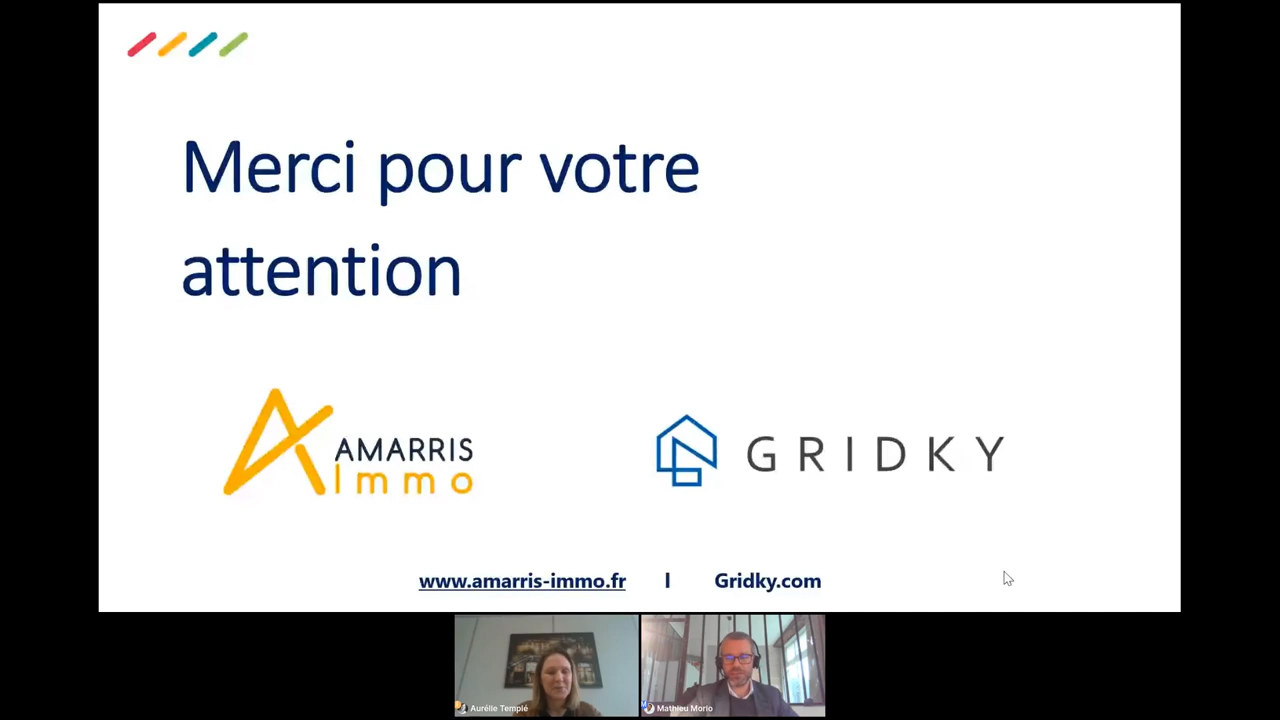 Merci pour votre
attention
AMARRIS
Immo
GRIDKY
www.amarris-immo.fr | Gridky.com
Aurélie Templé
Mathieu Morio